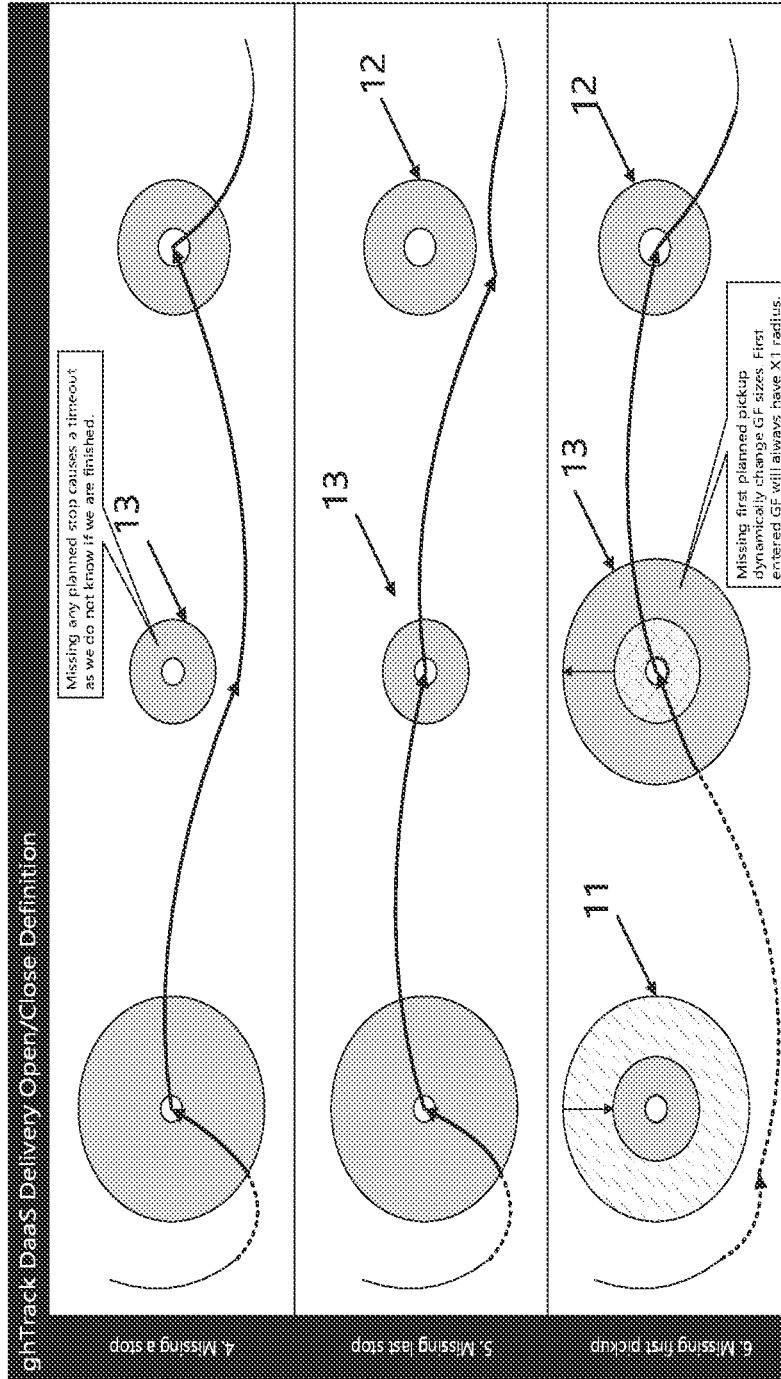 ghTrack DaaS Delivery Open/Close Definition
4. Missing a stop
Missing any planned stop causes a timeout
as we do not know if we are finished.
13
5. Missing last stop
13
12
6. Missing first pickup
11
13
12
Missing first planned pickup
dynamically change GF sizes. First
entered GF will always have X1 radius.